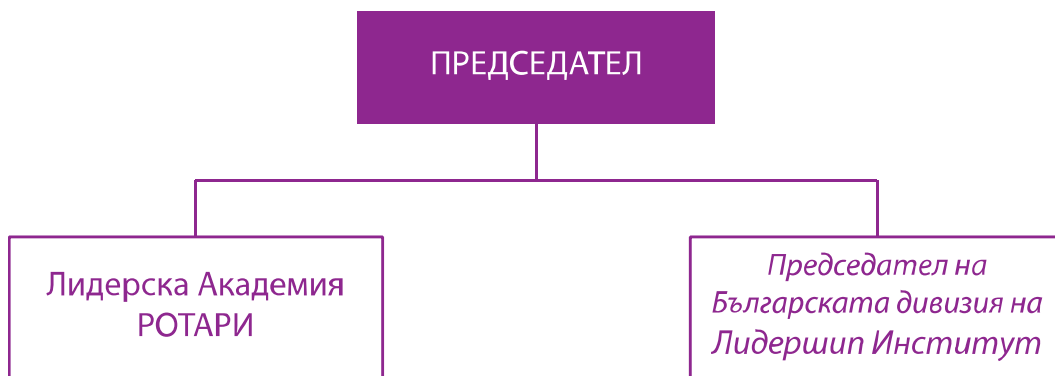 ПРЕДСЕДАТЕЛ
Лидерска Академия
РОТАРИ
Председател на
Българската дивизия на
Лидершип Институт